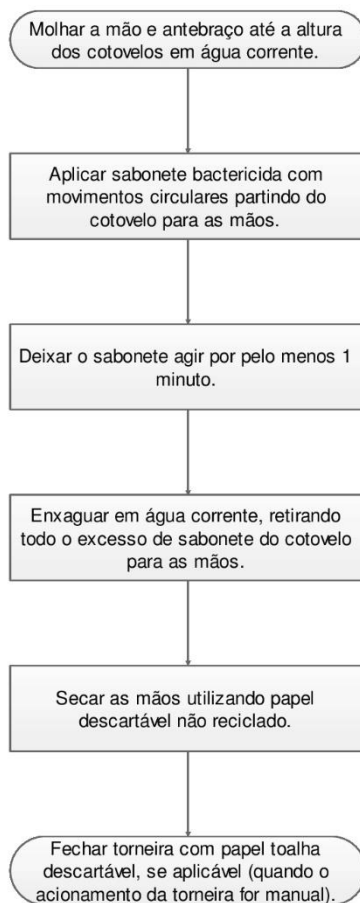 Molhar a mão e antebraço até a altura
dos cotovelos em água corrente.
Aplicar sabonete bactericida com
movimentos circulares partindo do
cotovelo para as mãos.
Deixar o sabonete agir por pelo menos 1
minuto.
Enxaguar em água corrente, retirando
todo o excesso de sabonete do cotovelo
para as mãos.
Secar as mãos utilizando papel
descartável não reciclado.
Fechar torneira com papel toalha
descartável, se aplicável (quando o
acionamento da torneira for manual).